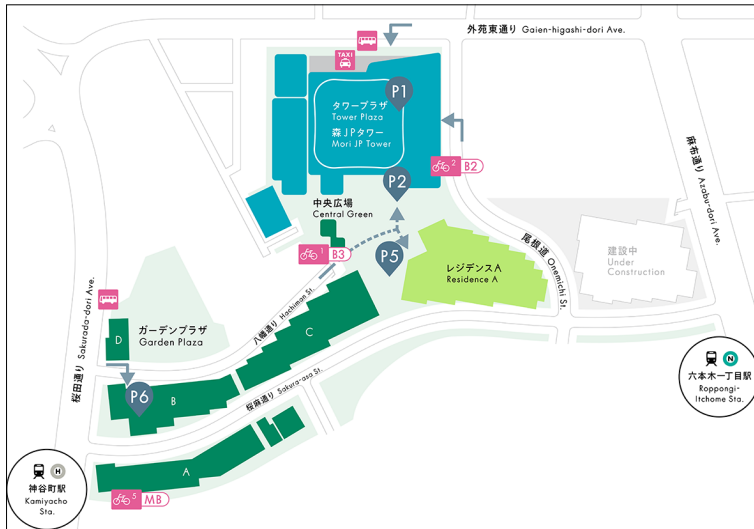 外苑東通り Gaien-higashi-dori Ave.
TAXI
P1
タワープラザ
Tower Plaza
森JPタワー
Mori JP Tower
麻布通り Azabu-dori Ave.
2 B2
P2
中央広場
Central Green
1 B3
P5
レジデンスA
Residence A
尾根道 Onemichi St.
建設中
Under
Construction
桜田通り Sakurada-dori Ave.
ガーデンプラザ
Garden Plaza
八幡通り Hachiman St.
D
C
P6
B
桜麻通り Sakura-asa St.
N
六本木一丁目駅
Roppongi-
Itchome Sta.
A
H
神谷町駅
Kamiyacho
Sta.
5 MB